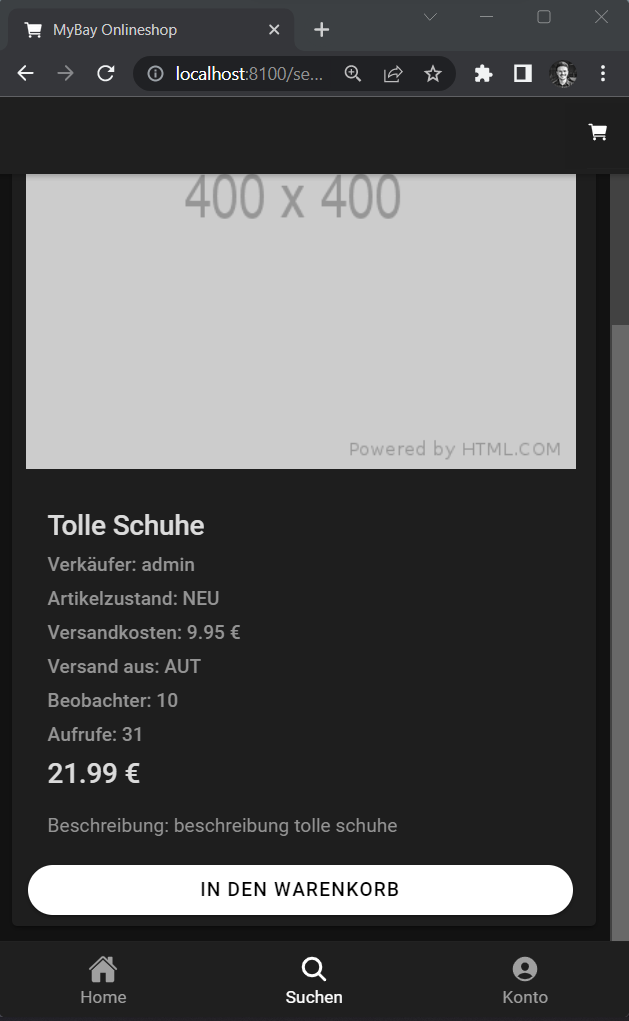 MyBay Onlineshop
localhost:8100/se...
400 x 400
Powered by HTML.COM
Tolle Schuhe
Verkäufer: admin
Artikelzustand: NEU
Versandkosten: 9.95 €
Versand aus: AUT
Beobachter: 10
Aufrufe: 31
21.99 €
Beschreibung: beschreibung tolle schuhe
IN DEN WARENKORB
Home
Suchen
Konto